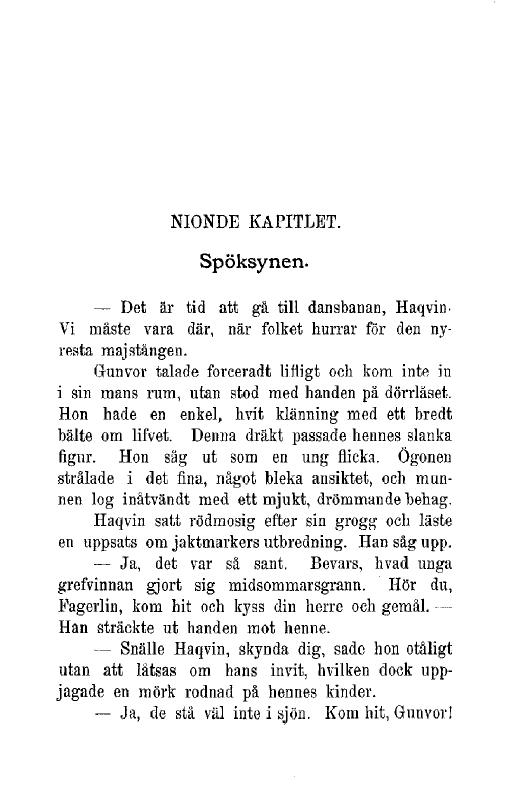 NIONDE KAPITLET.
Spöksynen.
— Det är tid att gå till dansbanan, Haqvin.
Vi måste vara där, när folket hurrar för den ny-
resta majstången.
Gunvor talade forceradt lifligt och kom inte in
i sin mans rum, utan stod med handen på dörrlåset.
Hon hade en enkel, hvit klänning med ett bredt
bälte om lifvet. Denna dräkt passade hennes slanka
figur. Hon såg ut som en ung flicka. Ögonen
strålade i det fina, något bleka ansiktet, och mun-
nen log inåtvändt med ett mjukt, drömmande behag.
Haqvin satt rödmosig efter sin grogg och läste
en uppsats om jaktmarkers utbredning. Han såg upp.
— Ja, det var så sant. Bevars, hvad unga
grefvinnan gjort sig midsommarsgrann. Hör du,
Fagerlin, kom hit och kyss din herre och gemål. —
Han sträckte ut handen mot henne.
— Snälle Haqvin, skynda dig, sade hon otåligt
utan att låtsas om hans invit, hvilken dock upp-
jagade en mörk rodnad på hennes kinder.
— Ja, de stå väl inte i sjön. Kom hit, Gunvor!